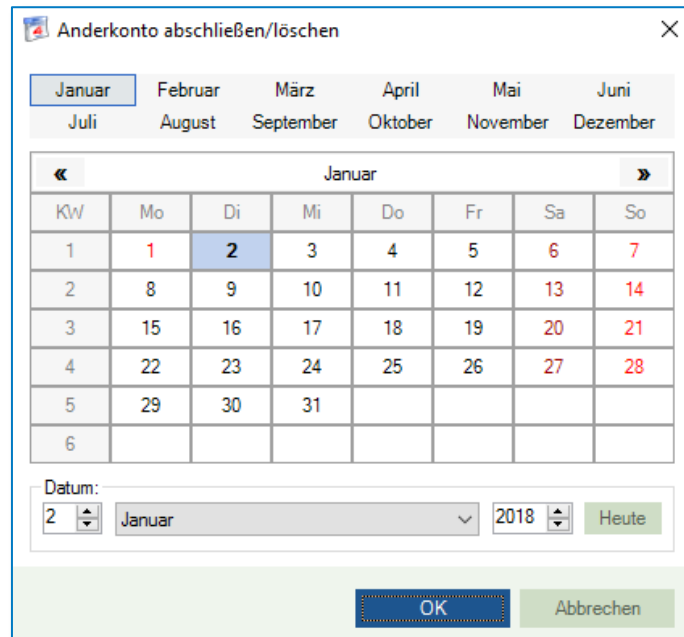 Anderkonto abschließen/löschen
Januar Februar März April Mai Juni
Juli August September Oktober November Dezember
« Januar »
KW Mo Di Mi Do Fr Sa So
1 1 2 3 4 5 6 7
2 8 9 10 11 12 13 14
3 15 16 17 18 19 20 21
4 22 23 24 25 26 27 28
5 29 30 31
6
Datum:
2 Januar 2018 Heute
OK Abbrechen